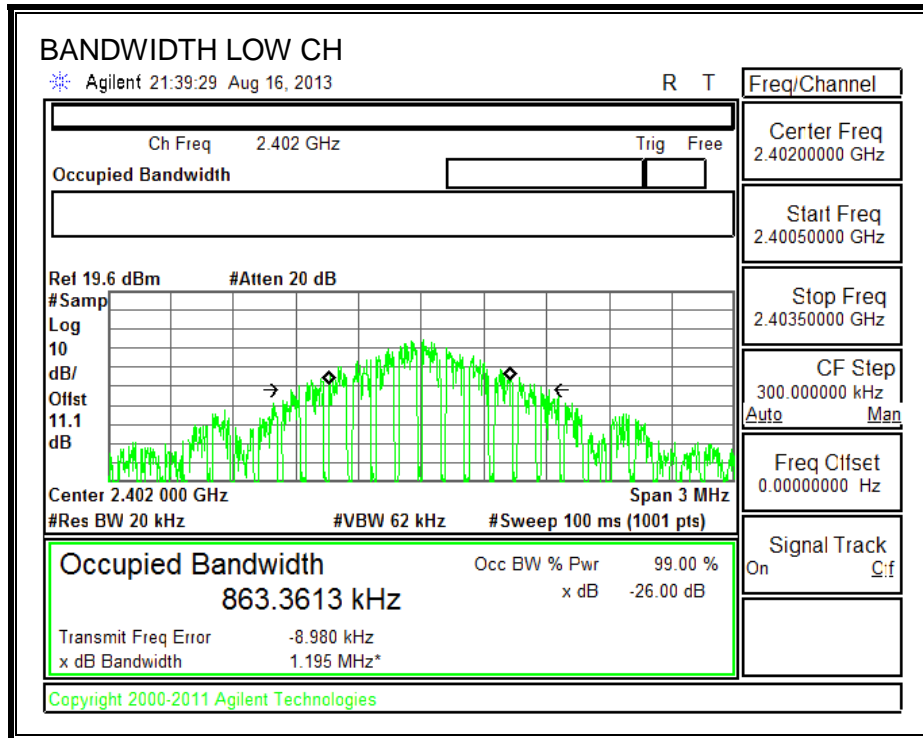 BANDWIDTH LOW CH
Agilent 21:39:29 Aug 16, 2013 R T
Freq/Channel
Ch Freq 2.402 GHz Trig Free
Occupied Bandwidth
Center Freq
2.40200000 GHz
Start Freq
2.40050000 GHz
Stop Freq
2.40350000 GHz
CF Step
300.000000 kHz
Auto Man
Freq Offset
0.00000000 Hz
Signal Track
On Off
Ref 19.6 dBm #Atten 20 dB
#Samp
Log
10
dB/
Offst
11.1
dB
Center 2.402 000 GHz Span 3 MHz
#Res BW 20 kHz #VBW 62 kHz #Sweep 100 ms (1001 pts)
Occupied Bandwidth
863.3613 kHz
Occ BW % Pwr 99.00 %
x dB -26.00 dB
Transmit Freq Error -8.980 kHz
x dB Bandwidth 1.195 MHz*
Copyright 2000-2011 Agilent Technologies